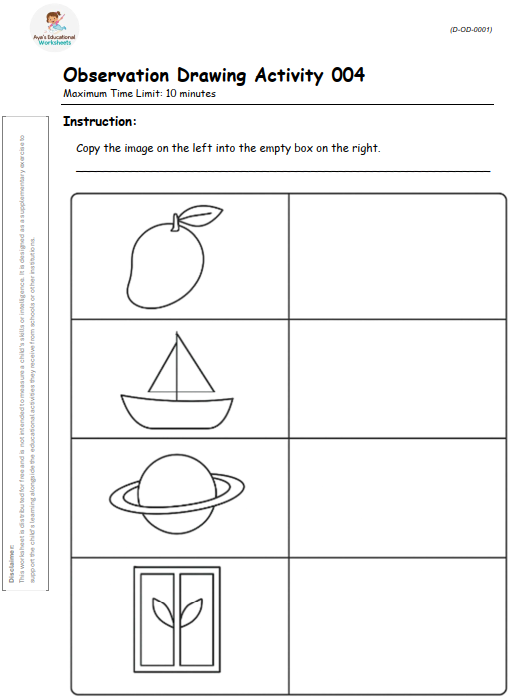 Aya's Educational
Worksheets
(D-OD-0001)
Observation Drawing Activity 004
Maximum Time Limit: 10 minutes
Instruction:
Copy the image on the left into the empty box on the right.
Disclaimer:
This worksheet is distributed for free and is not intended to measure a child's skills or intelligence. It is designed as a supplementary exercise to
support the child's learning alongside the educational activities they receive from schools or other institutions.